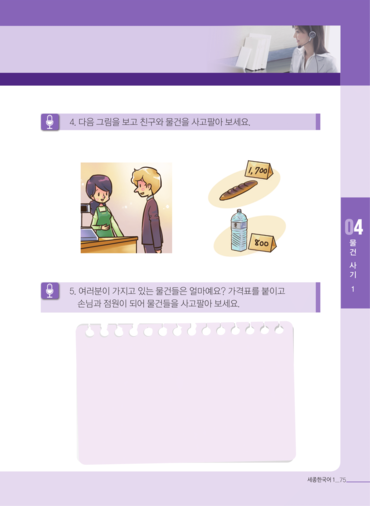 4. 다음 그림을 보고 친구와 물건을 사고팔아 보세요.
1,700
800
04
물건 사기 1
5. 여러분이 가지고 있는 물건들은 얼마예요? 가격표를 붙이고
손님과 점원이 되어 물건들을 사고팔아 보세요.
세종한국어 1 _ 75